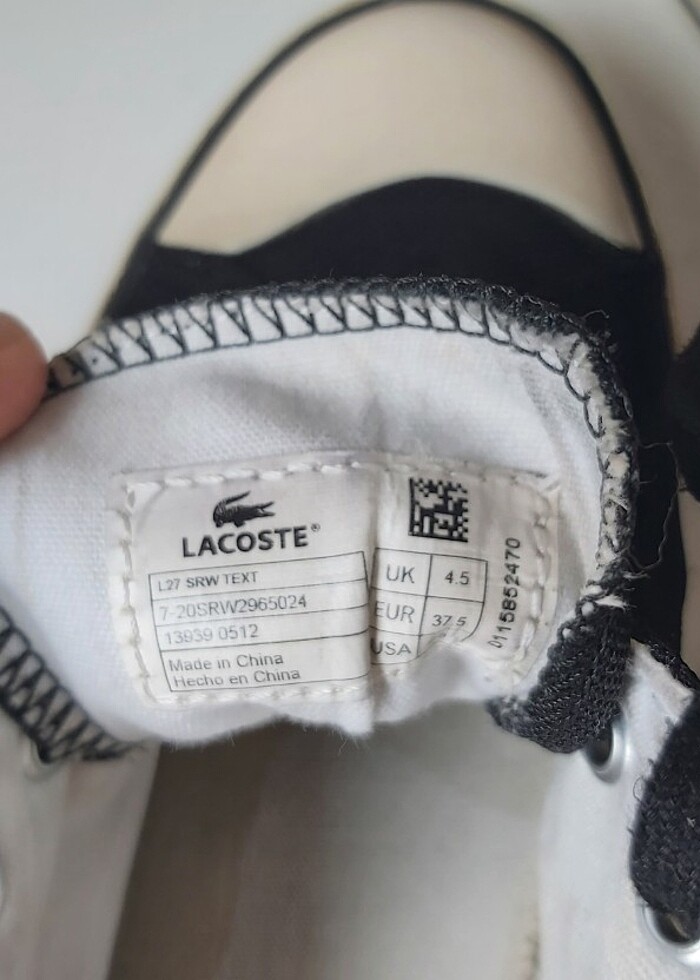 LACOSTE®
L27 SRW TEXT
7-20SRW2965024
13939 0512
Made in China
Hecho en China
UK 4.5
EUR 37.5
USA
0115852470